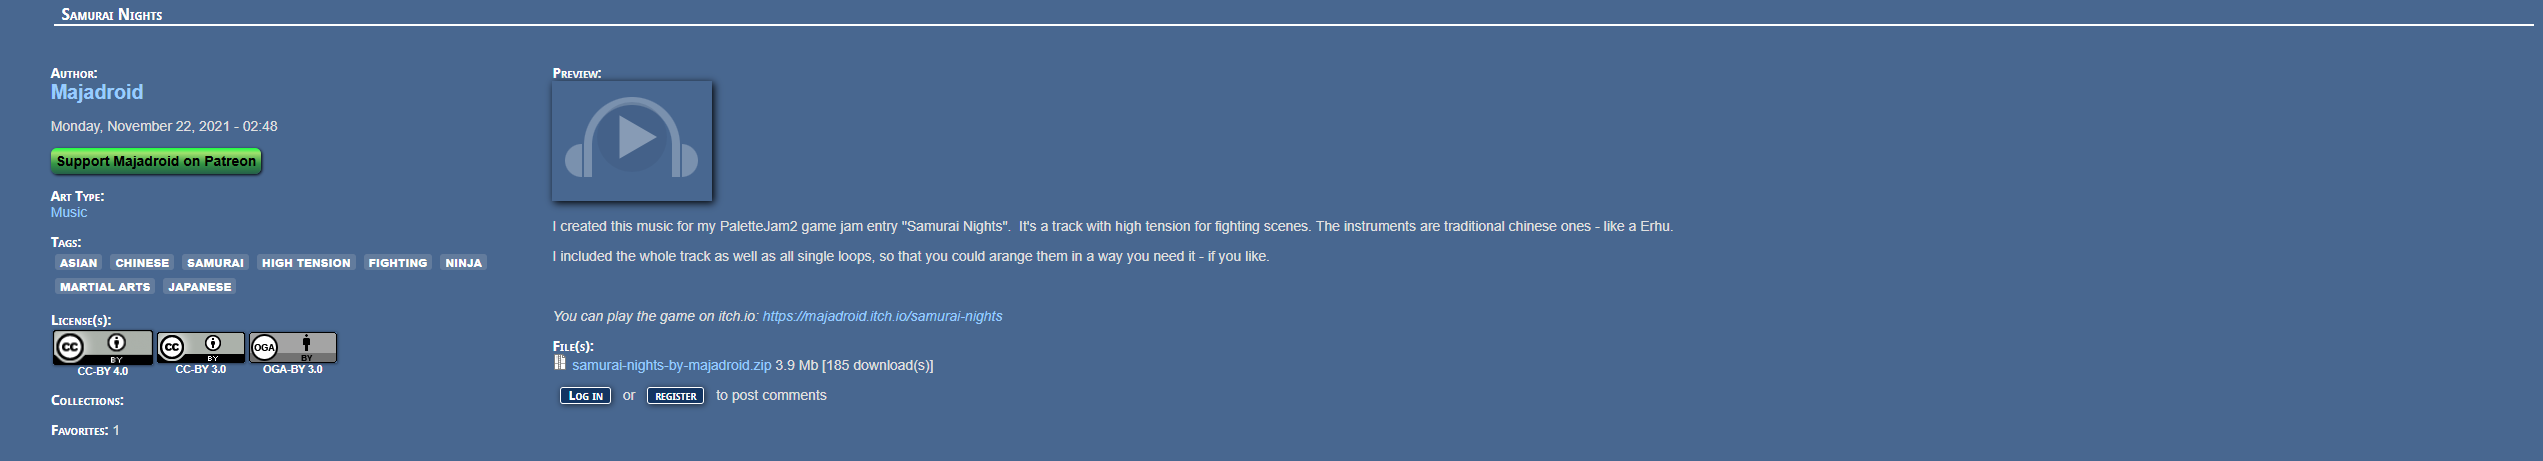 Samurai Nights
Author:
Majadroid
Monday, November 22, 2021 - 02:48
Support Majadroid on Patreon
Art Type:
Music
Tags:
ASIAN CHINESE SAMURAI HIGH TENSION FIGHTING NINJA
MARTIAL ARTS JAPANESE
License(s):
CC BY CC BY OGA BY
CC-BY 4.0 CC-BY 3.0 OGA-BY 3.0
Collections:
Favorites: 1
Preview:
I created this music for my PaletteJam2 game jam entry "Samurai Nights".  It's a track with high tension for fighting scenes. The instruments are traditional chinese ones - like a Erhu.
I included the whole track as well as all single loops, so that you could arange them in a way you need it - if you like.
You can play the game on itch.io: https://majadroid.itch.io/samurai-nights
File(s):
samurai-nights-by-majadroid.zip 3.9 Mb [185 download(s)]
Log in or register to post comments